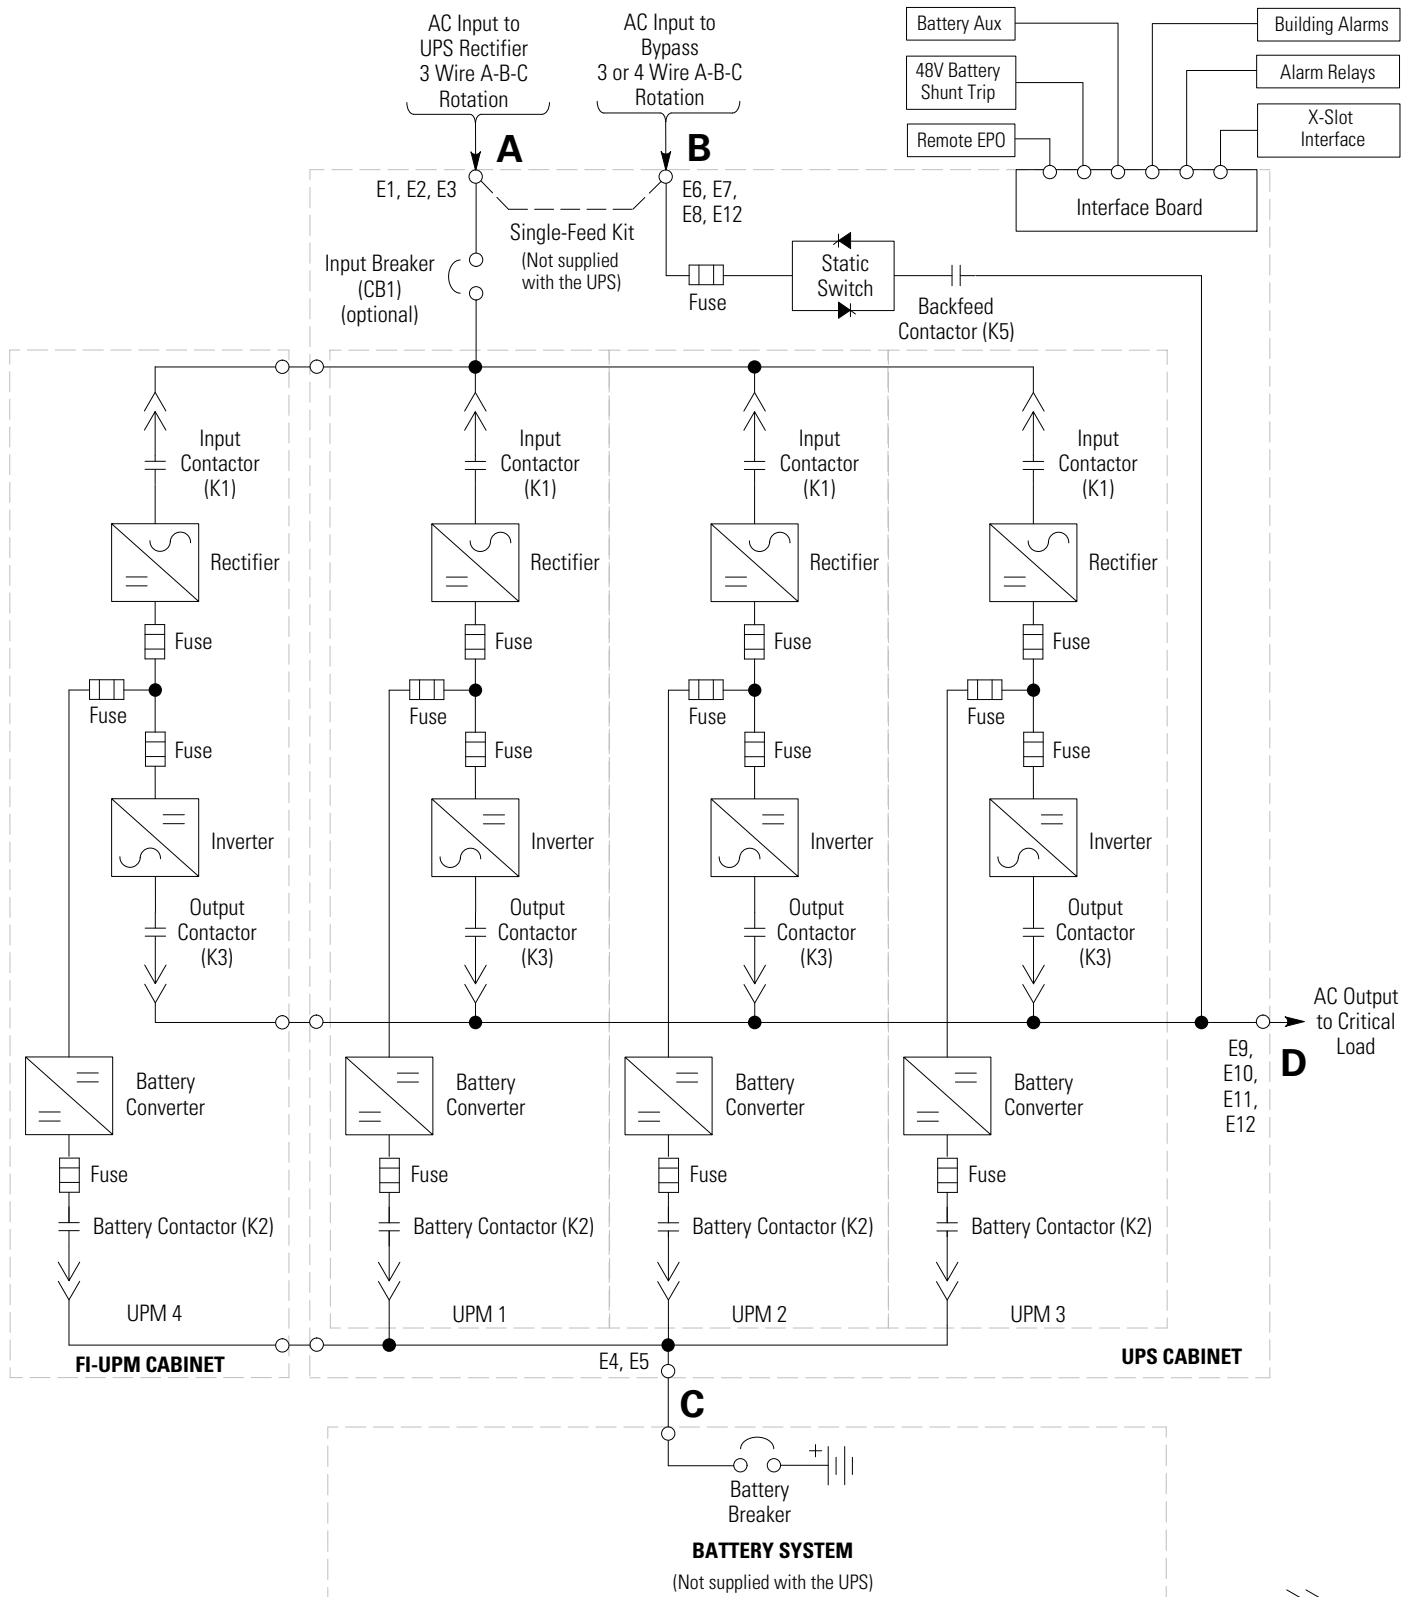 AC Input to
UPS Rectifier
3 Wire A-B-C
Rotation
AC Input to
Bypass
3 or 4 Wire A-B-C
Rotation
Battery Aux
48V Battery
Shunt Trip
Remote EPO
Building Alarms
Alarm Relays
X-Slot
Interface
Interface Board
A
B
E1, E2, E3
E6, E7,
E8, E12
Single-Feed Kit
(Not supplied
with the UPS)
Input Breaker
(CB1)
(optional)
Fuse
Static
Switch
Backfeed
Contactor (K5)
Input
Contactor
(K1)
Input
Contactor
(K1)
Input
Contactor
(K1)
Input
Contactor
(K1)
Rectifier
Rectifier
Rectifier
Rectifier
Fuse
Fuse
Fuse
Fuse
Fuse
Fuse
Fuse
Fuse
Fuse
Fuse
Fuse
Fuse
Inverter
Inverter
Inverter
Inverter
Output
Contactor
(K3)
Output
Contactor
(K3)
Output
Contactor
(K3)
Output
Contactor
(K3)
AC Output
to Critical
Load
D
E9,
E10,
E11,
E12
Battery
Converter
Battery
Converter
Battery
Converter
Battery
Converter
Fuse
Fuse
Fuse
Fuse
Battery Contactor (K2)
Battery Contactor (K2)
Battery Contactor (K2)
Battery Contactor (K2)
UPM 4
UPM 1
UPM 2
UPM 3
FI-UPM CABINET
UPS CABINET
E4, E5
C
+
Battery
Breaker
BATTERY SYSTEM
(Not supplied with the UPS)